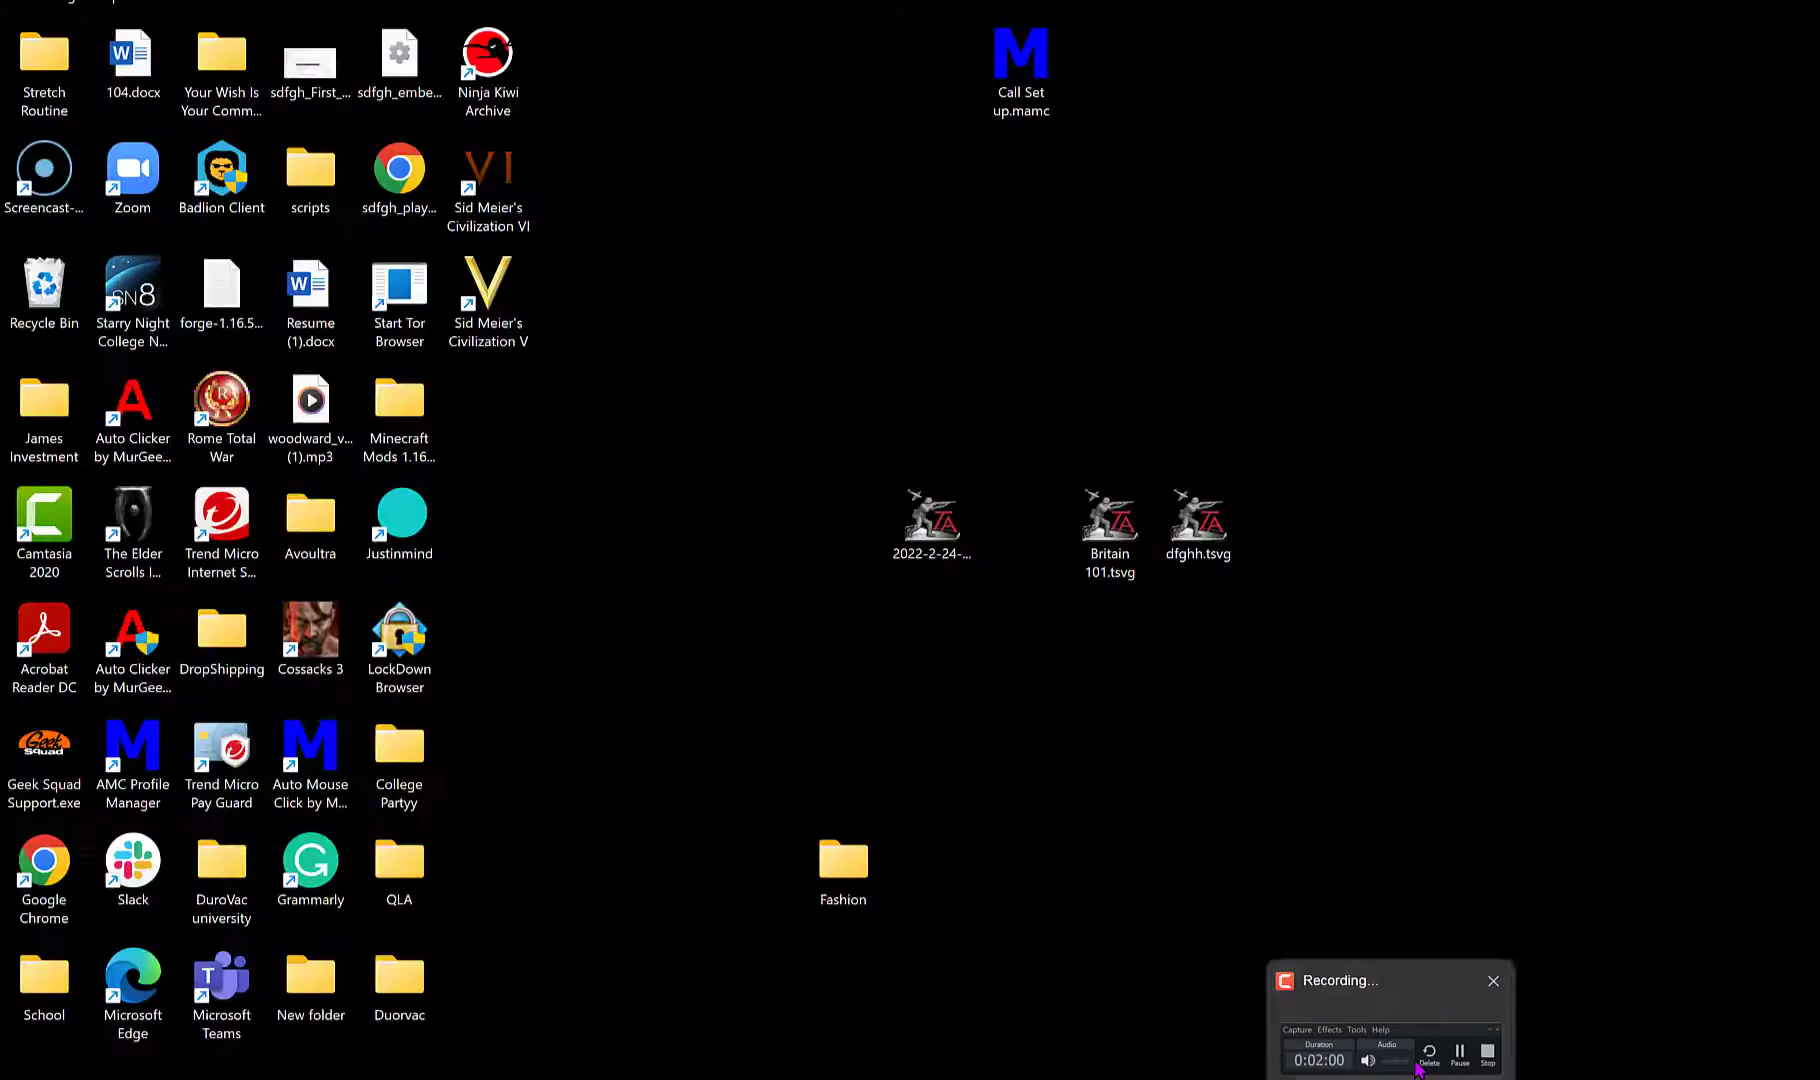 Stretch
Routine
104.docx
Your Wish Is
Your Comm...
sdfgh_First_...
sdfgh_embe...
Ninja Kiwi
Archive
Call Set
up.mamc
Screencast-...
Zoom
Badlion Client
scripts
sdfgh_play...
VI
Sid Meier's
Civilization VI
Recycle Bin
SN8
Starry Night
College N...
forge-1.16.5...
Resume
(1).docx
Start Tor
Browser
Sid Meier's
Civilization V
James
Investment
Auto Clicker
by MurGee...
Rome Total
War
woodward_v...
(1).mp3
Minecraft
Mods 1.16...
Camtasia
2020
The Elder
Scrolls I...
Trend Micro
Internet S...
Avoultra
Justinmind
2022-2-24-...
Britain
101.tsvg
dfghh.tsvg
Acrobat
Reader DC
Auto Clicker
by MurGee...
DropShipping
Cossacks 3
LockDown
Browser
Geek
Squad
Geek Squad
Support.exe
AMC Profile
Manager
Trend Micro
Pay Guard
Auto Mouse
Click by M...
College
Partyy
Google
Chrome
Slack
DuroVac
university
Grammarly
QLA
Fashion
School
Microsoft
Edge
Microsoft
Teams
New folder
Duorvac
Recording...
Capture Effects Tools Help
Duration
Audio
0:02:00
Delete
Pause
Stop